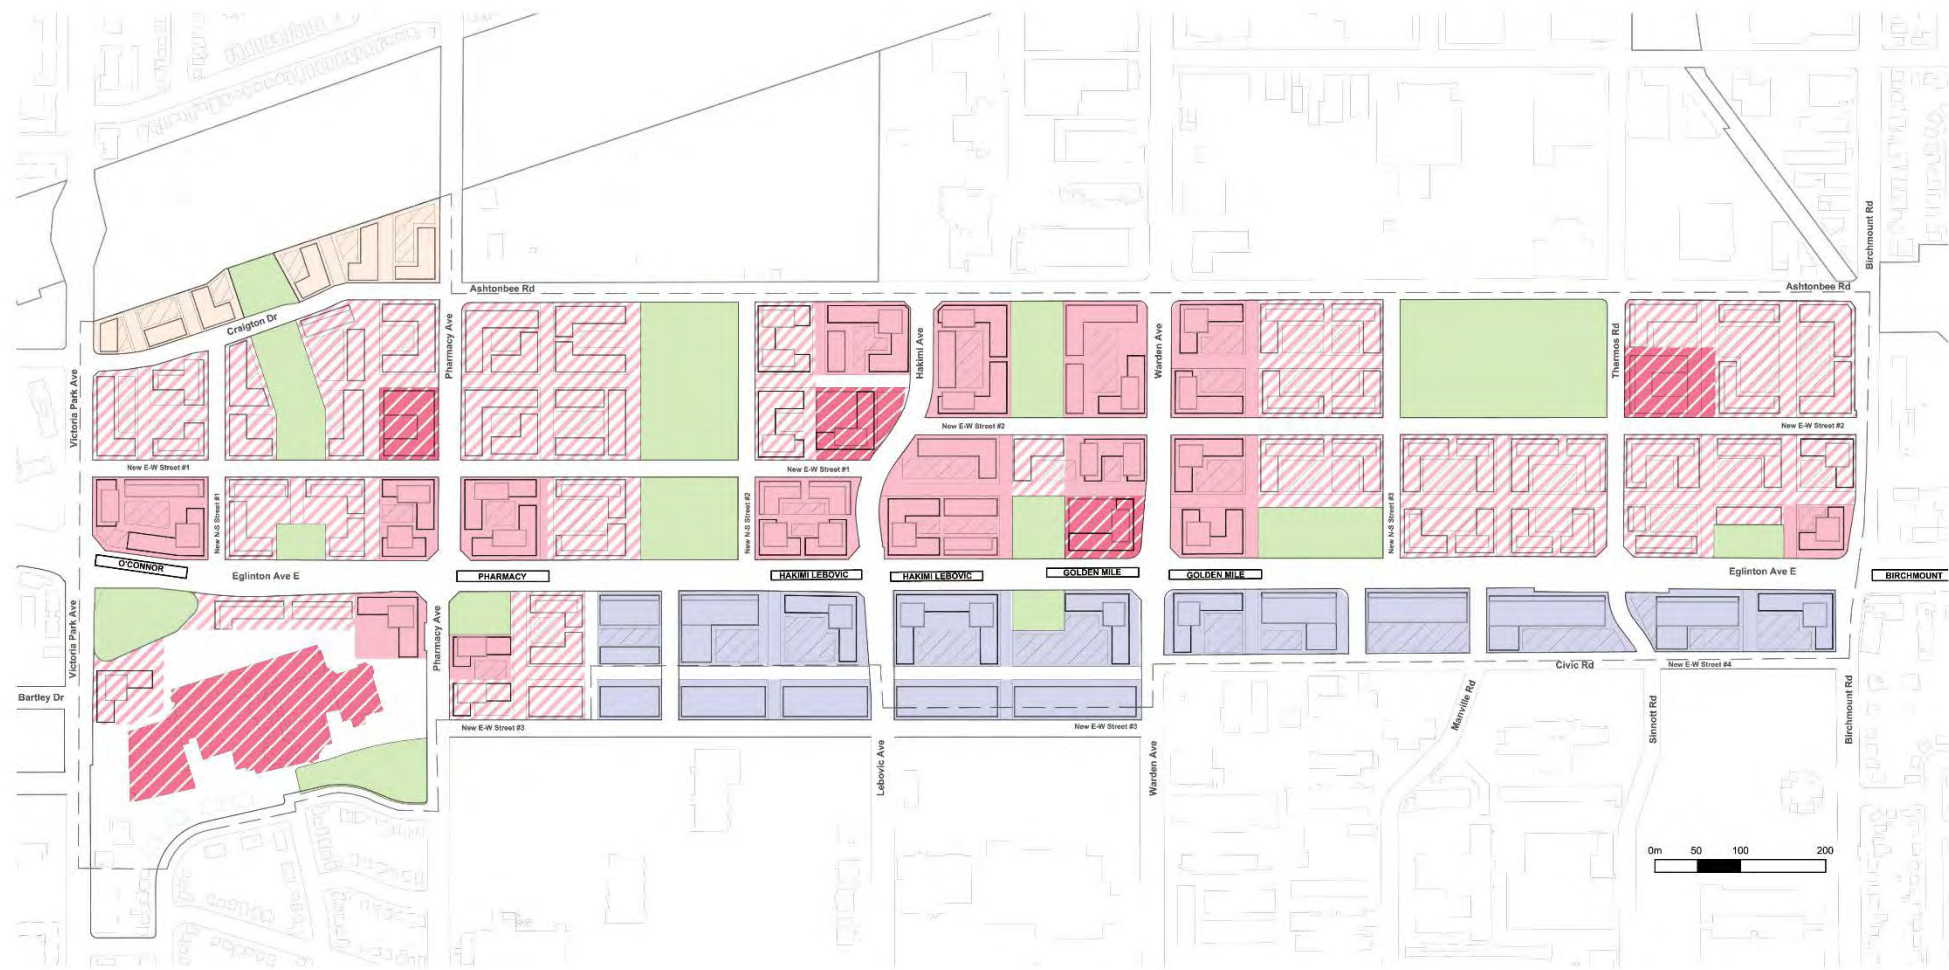 Birchmount Rd
Ashtonbee Rd
Ashtonbee Rd
Craigton Dr
Pharmacy Ave
Hakimi Ave
Warden Ave
Thermos Rd
Victoria Park Ave
New E-W Street #2
New E-W Street #2
New E-W Street #1
New E-W Street #1
New N-S Street #1
New N-S Street #2
New N-S Street #3
O'CONNOR
Eglinton Ave E
PHARMACY
HAKIMI LEBOVIC
HAKIMI LEBOVIC
GOLDEN MILE
GOLDEN MILE
Eglinton Ave E
BIRCHMOUNT
Victoria Park Ave
Pharmacy Ave
Civic Rd
New E-W Street #4
Bartley Dr
New E-W Street #3
New E-W Street #3
Manville Rd
Sinnott Rd
Birchmount Rd
Lebovic Ave
Warden Ave
0m 50 100 200